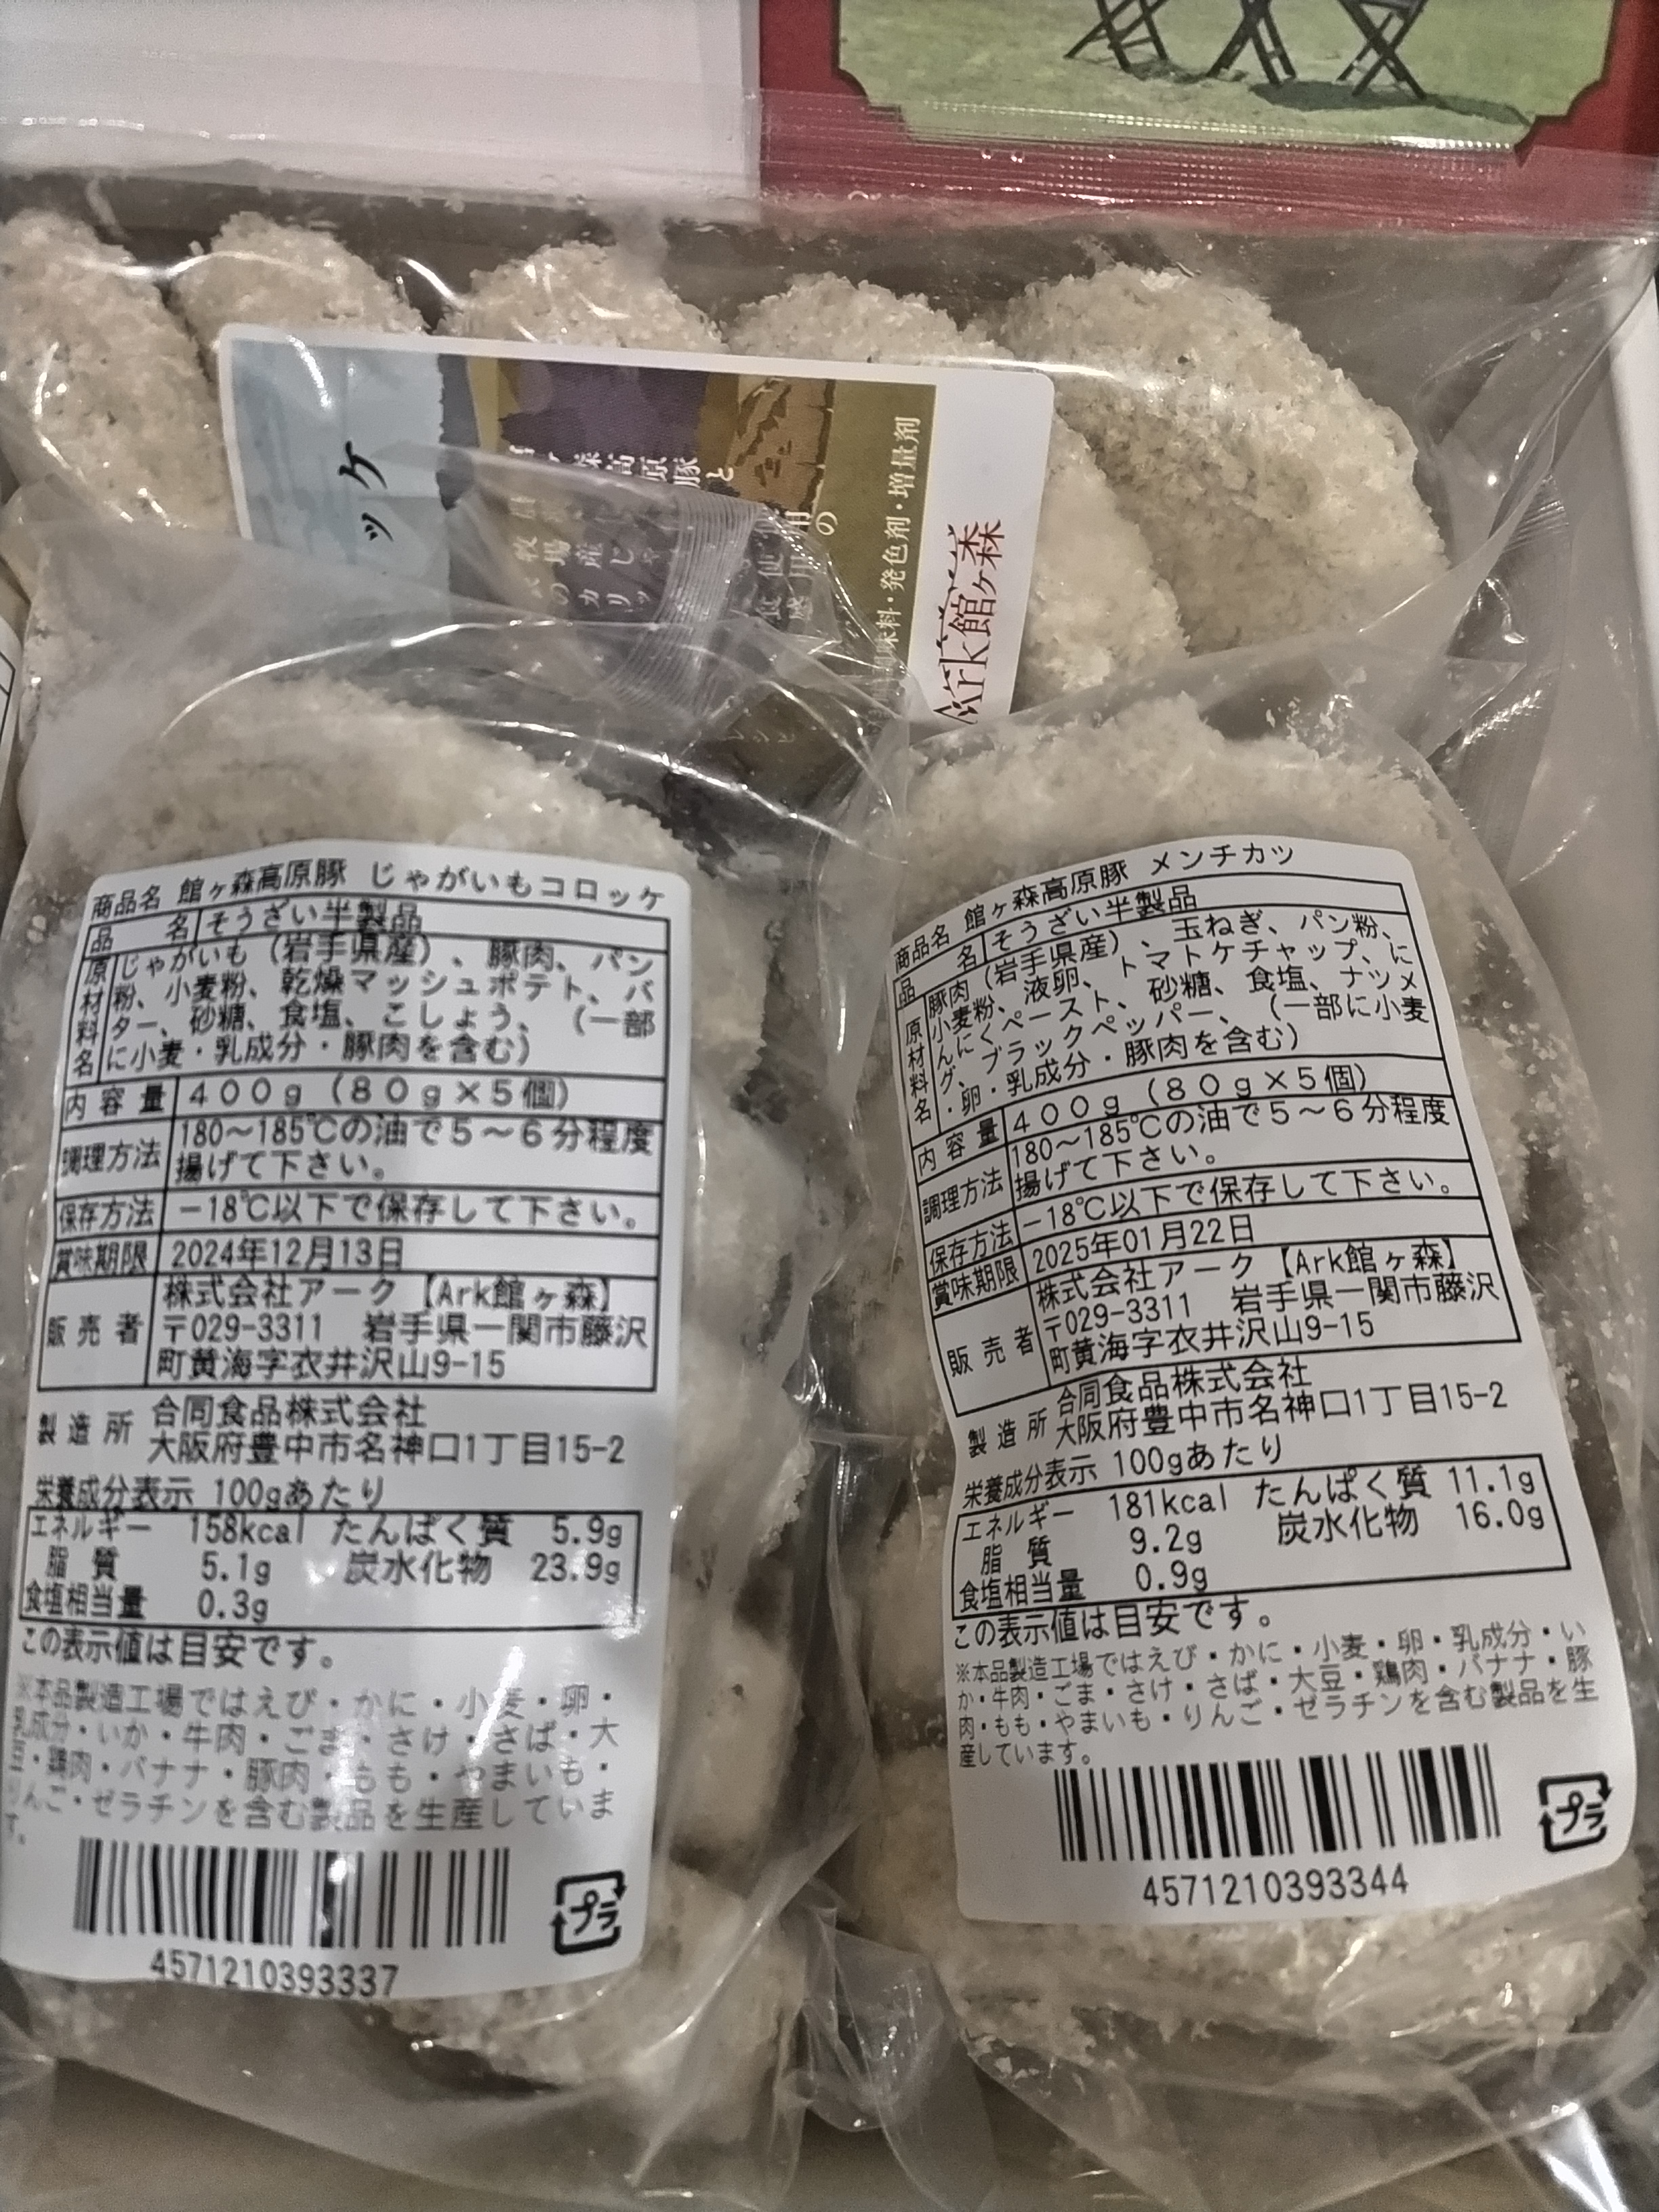 ッケ
森高原豚と
牧場産じゃ
の
味料・発色剤・増量剤
Ark館ヶ森
商品名 館ヶ森高原豚 じゃがいもコロッケ
品名 そうざい半製品
原材料名 じゃがいも（岩手県産）、豚肉、パン
粉、小麦粉、乾燥マッシュポテト、バ
ター、砂糖、食塩、こしょう、（一部
に小麦・乳成分・豚肉を含む）
内容量 400g（80g×5個）
調理方法 180～185℃の油で5～6分程度
揚げて下さい。
保存方法 －18℃以下で保存して下さい。
賞味期限 2024年12月13日
販売者 株式会社アーク【Ark館ヶ森】
〒029-3311 岩手県一関市藤沢
町黄海字衣井沢山9-15
製造所 合同食品株式会社
大阪府豊中市名神口1丁目15-2
栄養成分表示 100gあたり
エネルギー 158kcal たんぱく質 5.9g
脂質 5.1g 炭水化物 23.9g
食塩相当量 0.3g
この表示値は目安です。
※本品製造工場ではえび・かに・小麦・卵・
乳成分・いか・牛肉・ごま・さけ・さば・大
豆・鶏肉・バナナ・豚肉・もも・やまいも・
りんご・ゼラチンを含む製品を生産していま
す。
プラ
4571210393337
商品名 館ヶ森高原豚 メンチカツ
品名 そうざい半製品
原材料名 豚肉（岩手県産）、玉ねぎ、パン粉、
小麦粉、液卵、トマトケチャップ、に
んにくペースト、砂糖、食塩、ナツメ
グ、ブラックペッパー、（一部に小麦
・卵・乳成分・豚肉を含む）
内容量 400g（80g×5個）
調理方法 180～185℃の油で5～6分程度
揚げて下さい。
保存方法 －18℃以下で保存して下さい。
賞味期限 2025年01月22日
販売者 株式会社アーク【Ark館ヶ森】
〒029-3311 岩手県一関市藤沢
町黄海字衣井沢山9-15
製造所 合同食品株式会社
大阪府豊中市名神口1丁目15-2
栄養成分表示 100gあたり
エネルギー 181kcal たんぱく質 11.1g
脂質 9.2g 炭水化物 16.0g
食塩相当量 0.9g
この表示値は目安です。
※本品製造工場ではえび・かに・小麦・卵・乳成分・い
か・牛肉・ごま・さけ・さば・大豆・鶏肉・バナナ・豚
肉・もも・やまいも・りんご・ゼラチンを含む製品を生
産しています。
プラ
4571210393344